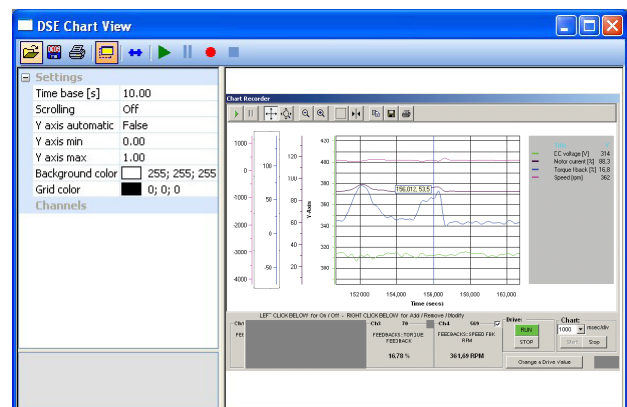 DSE Chart View
Settings
Time base [s] 10.00
Scrolling Off
Y axis automatic False
Y axis min 0.00
Y axis max 1.00
Background color 255; 255; 255
Grid color 0; 0; 0
Channels
Chart Recorder
CC voltage [V] 314
Motor current [%] 88,3
Torque fback [%] 16,8
Speed [rpm] 362
1000
0
-2000
-3000
4000
100
50
0
-50
120
100
80
60
40
20
Y-Axis
420
400
380
360
340
320
300
156,012, 53,5
152,000 154,000 156,000 158,000 160,000
Time (secs)
LEFT CLICK BELOW for On / Off - RIGHT CLICK BELOW for Add / Remove / Modify
Ch3 70
FEEDBACKS::TORQUE FEEDBACK
16.78 %
Ch4 569
FEEDBACKS::SPEED FBK RPM
361,69 RPM
Drive:
RUN
STOP
Chart:
1000 msec/div
Start Stop
Change a Drive Value